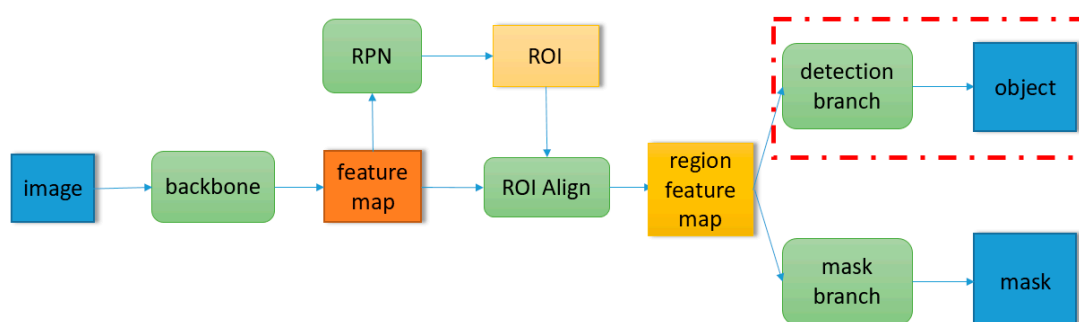 RPN
ROI
detection
branch
object
image
backbone
feature
map
ROI Align
region
feature
map
mask
branch
mask